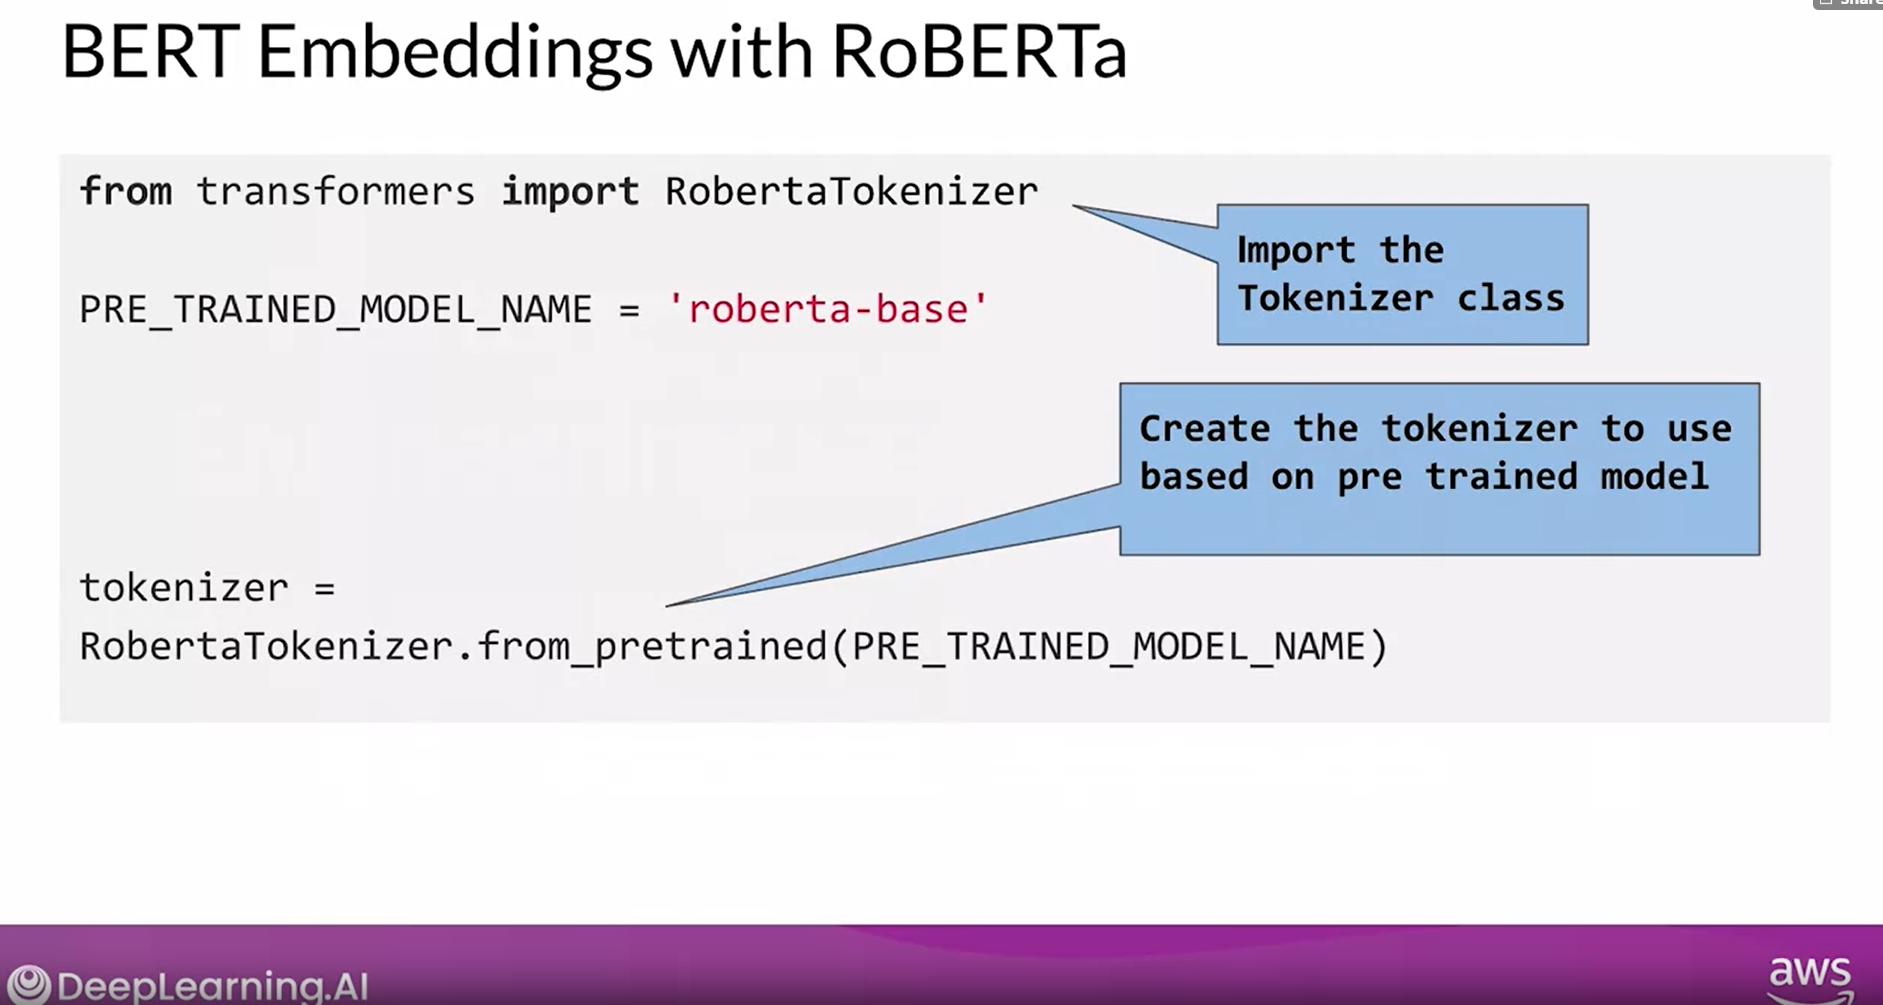 Share
BERT Embeddings with RoBERTa
from transformers import RobertaTokenizer
Import the
Tokenizer class
PRE_TRAINED_MODEL_NAME = 'roberta-base'
Create the tokenizer to use
based on pre trained model
tokenizer =
RobertaTokenizer.from_pretrained(PRE_TRAINED_MODEL_NAME)
DeepLearning.AI
aws